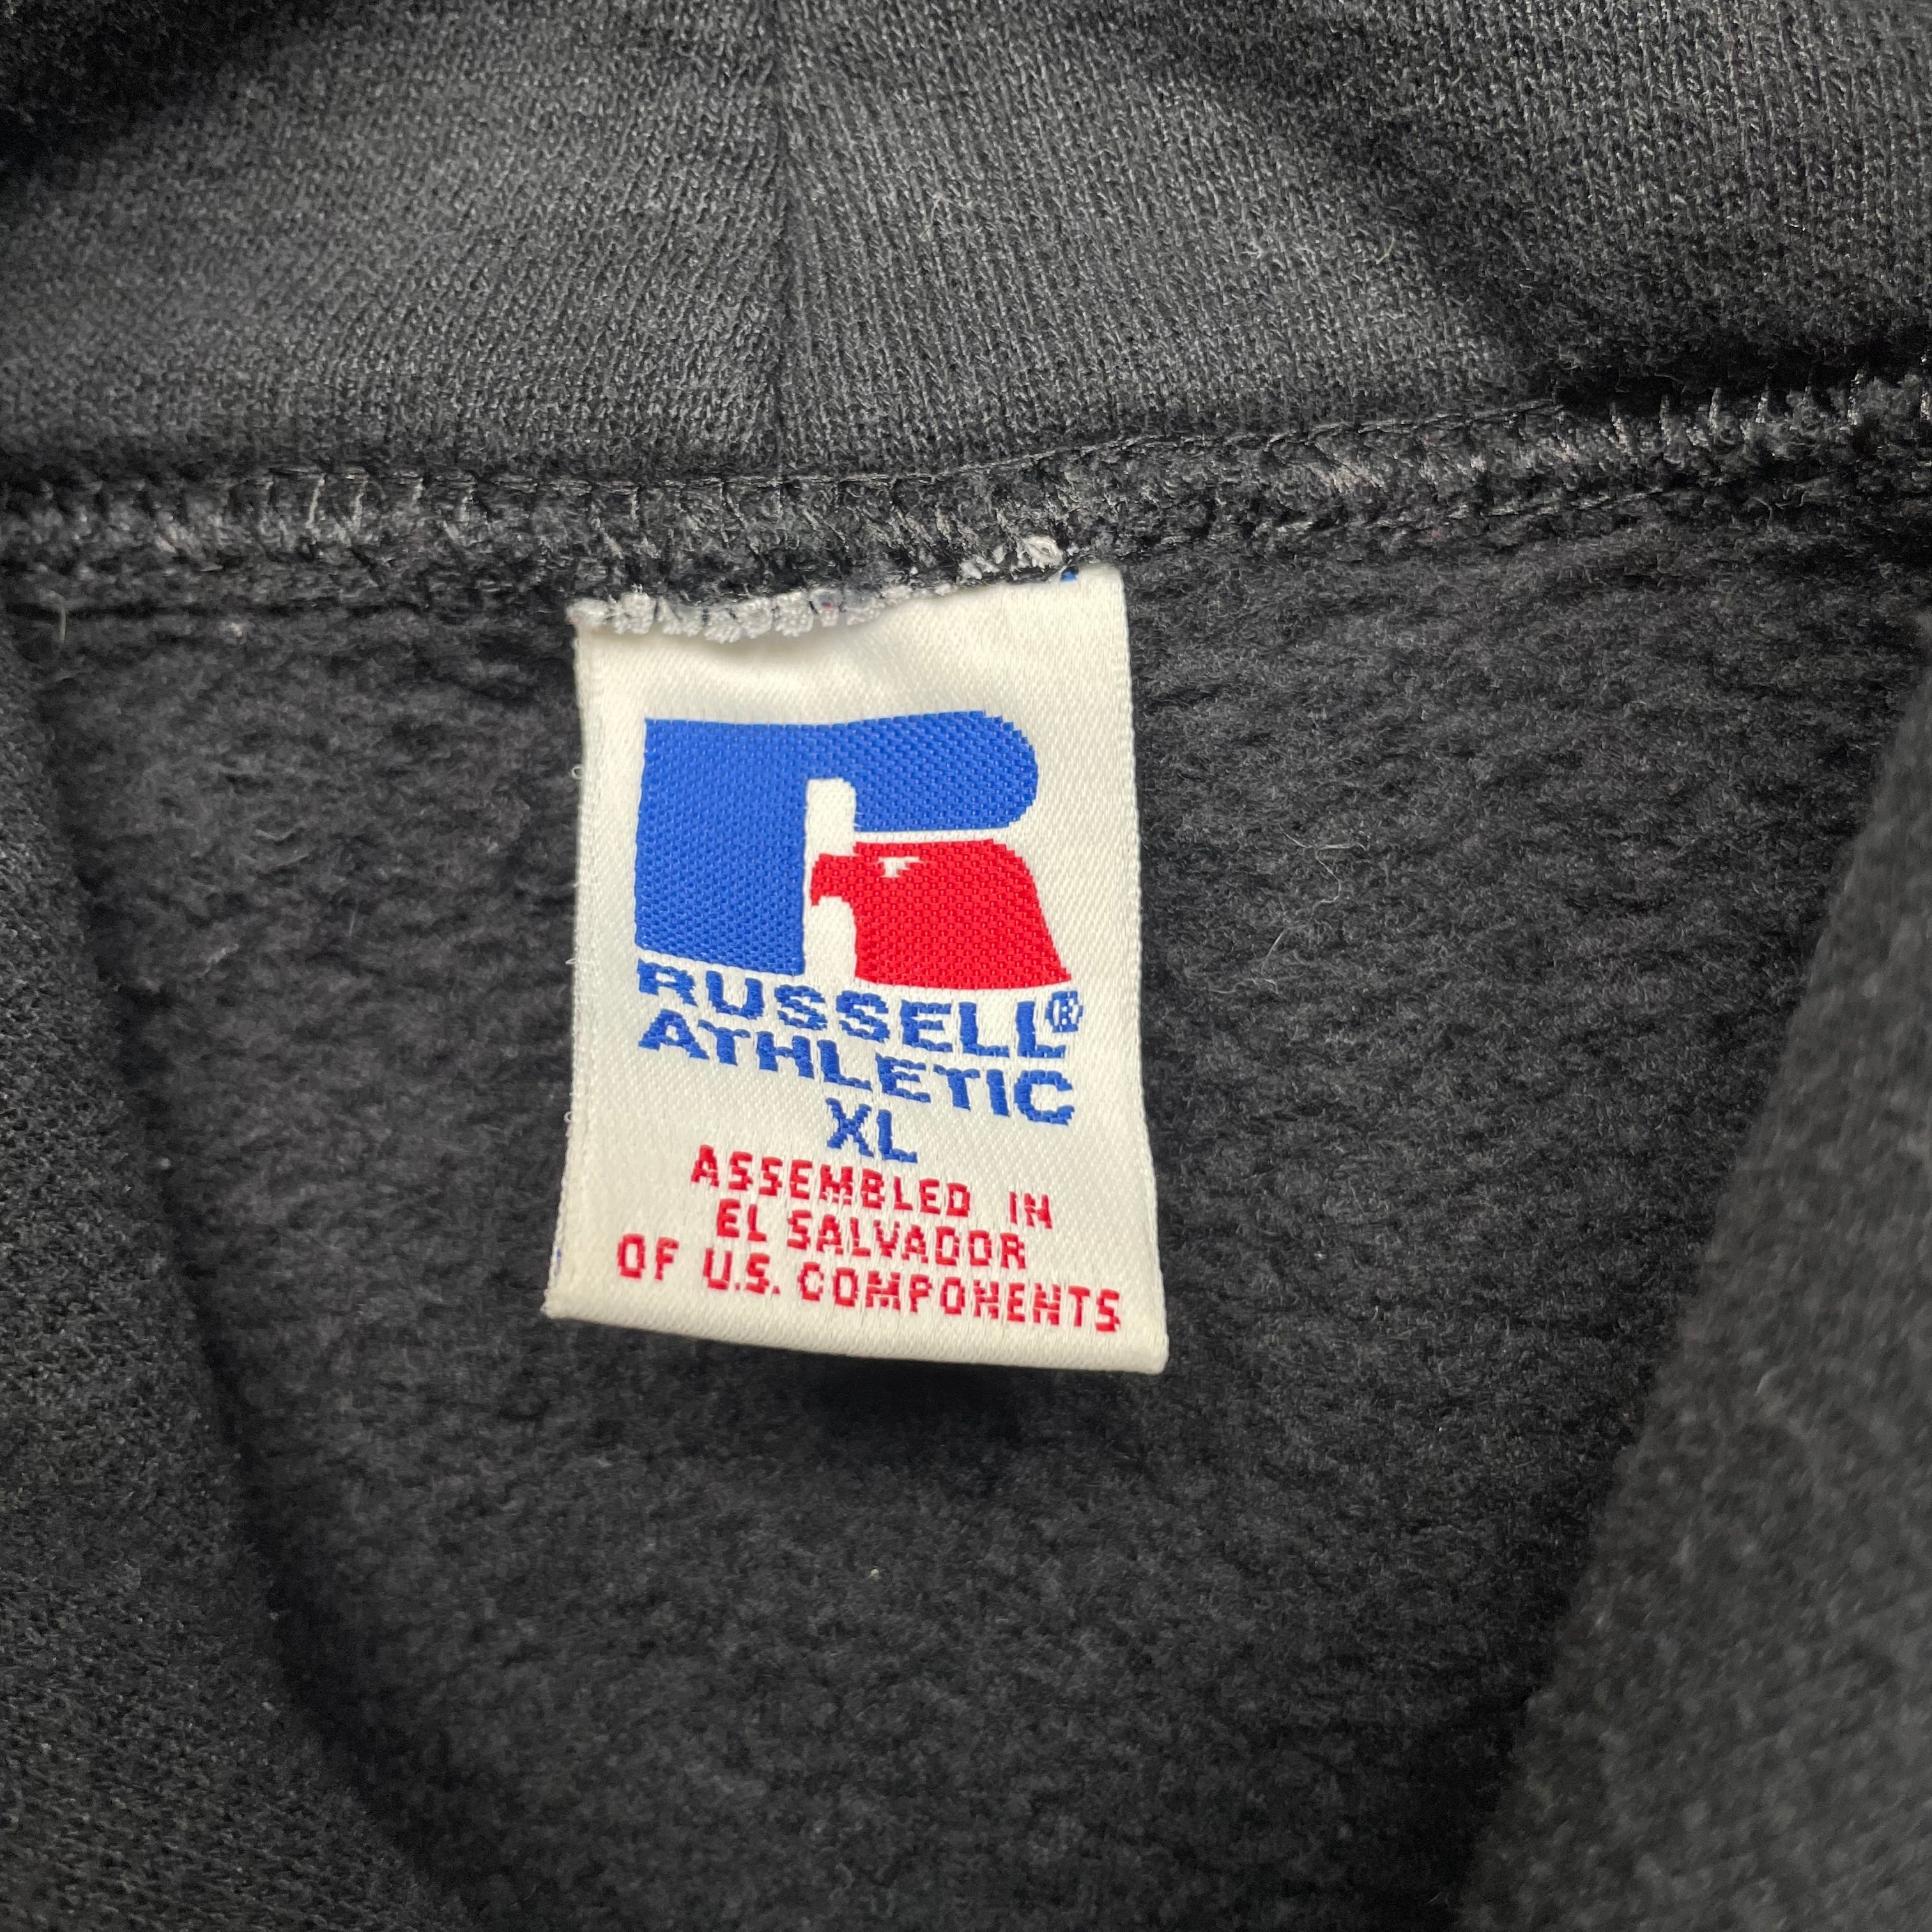 RUSSELL®
ATHLETIC
XL
ASSEMBLED IN
EL SALVADOR
OF U.S. COMPONENTS